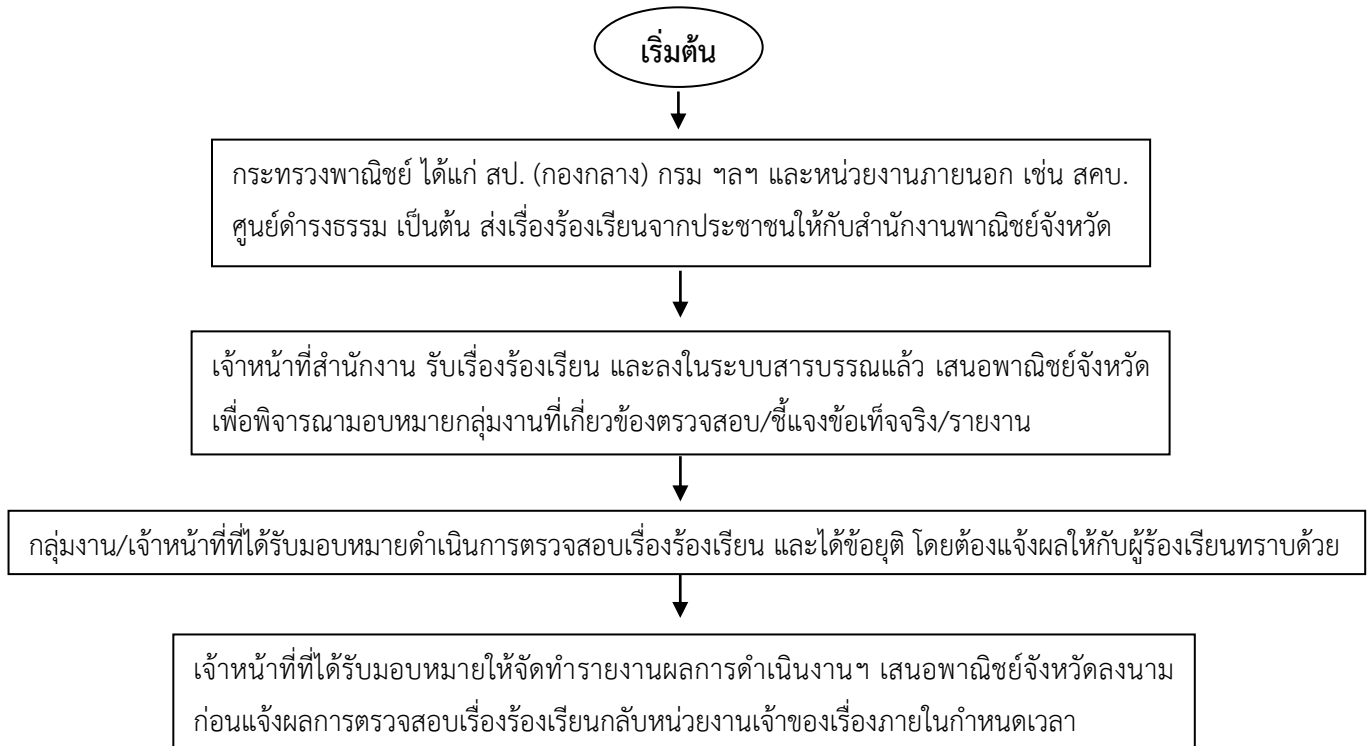 เริ่มต้น
กระทรวงพาณิชย์ ได้แก่ สป. (กองกลาง) กรม ฯลฯ และหน่วยงานภายนอก เช่น สคบ.
ศูนย์ดำรงธรรม เป็นต้น ส่งเรื่องร้องเรียนจากประชาชนให้กับสำนักงานพาณิชย์จังหวัด
เจ้าหน้าที่สำนักงาน รับเรื่องร้องเรียน และลงในระบบสารบรรณแล้ว เสนอพาณิชย์จังหวัด
เพื่อพิจารณามอบหมายกลุ่มงานที่เกี่ยวข้องตรวจสอบ/ชี้แจงข้อเท็จจริง/รายงาน
กลุ่มงาน/เจ้าหน้าที่ที่ได้รับมอบหมายดำเนินการตรวจสอบเรื่องร้องเรียน และได้ข้อยุติ โดยต้องแจ้งผลให้กับผู้ร้องเรียนทราบด้วย
เจ้าหน้าที่ที่ได้รับมอบหมายให้จัดทำรายงานผลการดำเนินงานฯ เสนอพาณิชย์จังหวัดลงนาม
ก่อนแจ้งผลการตรวจสอบเรื่องร้องเรียนกลับหน่วยงานเจ้าของเรื่องภายในกำหนดเวลา